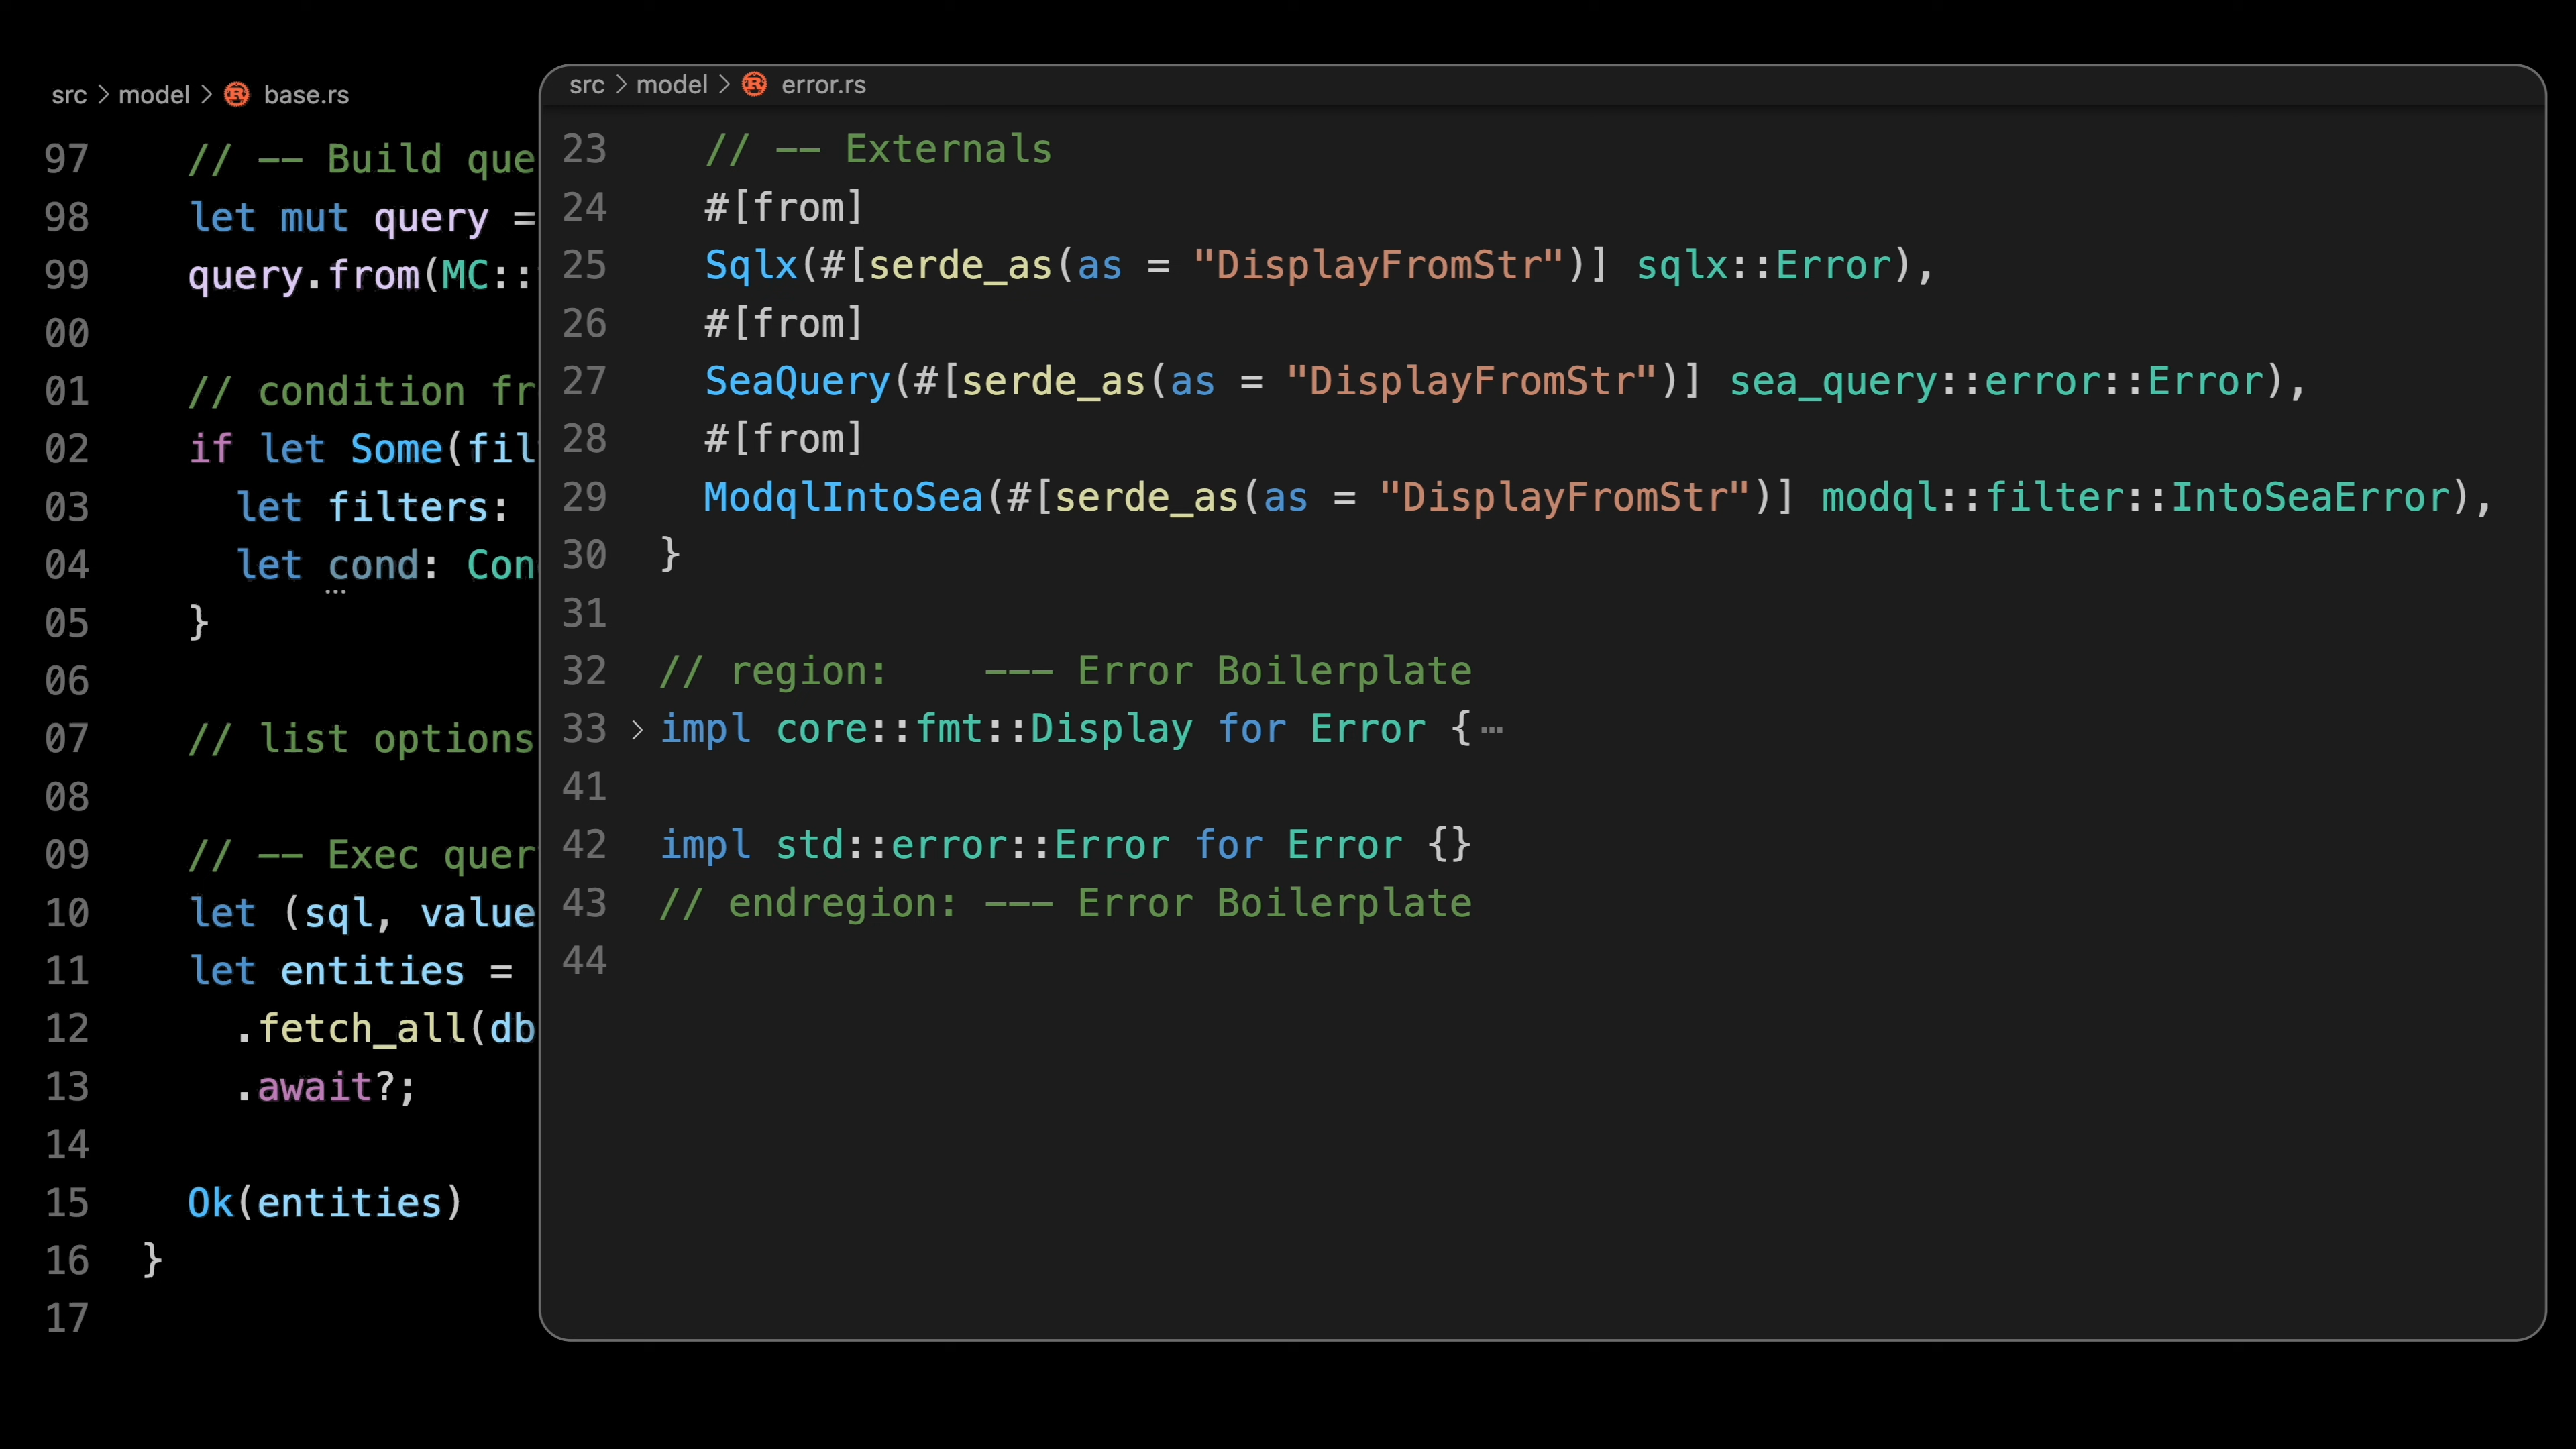 src > model > base.rs
97 // –– Build que
98 let mut query =
99 query.from(MC::
00
01 // condition fr
02 if let Some(fil
03 let filters:
04 let cond: Con
05 }
06
07 // list options
08
09 // –– Exec quer
10 let (sql, value
11 let entities =
12 .fetch_all(db
13 .await?;
14
15 Ok(entities)
16 }
17
src > model > error.rs
23 // –– Externals
24 #[from]
25 Sqlx(#[serde_as(as = "DisplayFromStr")] sqlx::Error),
26 #[from]
27 SeaQuery(#[serde_as(as = "DisplayFromStr")] sea_query::error::Error),
28 #[from]
29 ModqlIntoSea(#[serde_as(as = "DisplayFromStr")] modql::filter::IntoSeaError),
30 }
31
32 // region:    ––– Error Boilerplate
33 > impl core::fmt::Display for Error { ⋯
41
42 impl std::error::Error for Error {}
43 // endregion: ––– Error Boilerplate
44